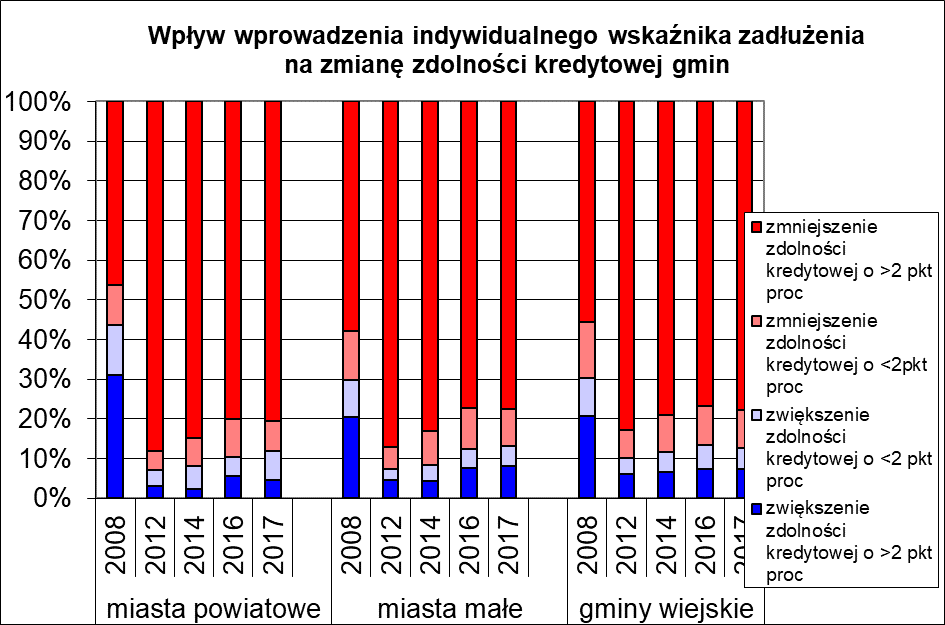 Wpływ wprowadzenia indywidualnego wskaźnika zadłużenia
na zmianę zdolności kredytowej gmin
100%
90%
80%
70%
60%
50%
40%
30%
20%
10%
0%
2008
2012
2014
2016
2017
2008
2012
2014
2016
2017
2008
2012
2014
2016
miasta powiatowe
miasta małe
gminy wiejskie
zmniejszenie
zdolności
kredytowej o >2 pkt
proc
zmniejszenie
zdolności
kredytowej o <2pkt
proc
zwiększenie
zdolności
kredytowej o <2 pkt
proc
zwiększenie
zdolności
kredytowej o >2 pkt
proc